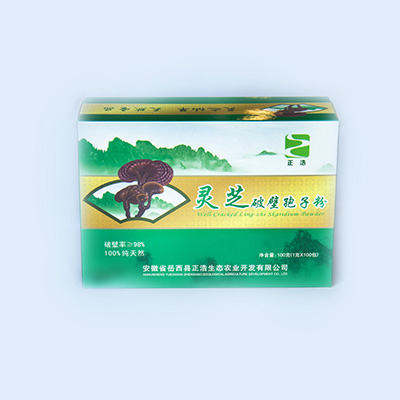 正浩
灵芝破壁孢子粉
Well Cracked Ling-zhi Sporidium Powder
破壁率≥98%
100%纯天然
净含量:100克(1克X100包)
安徽省岳西县正浩生态农业开发有限公司